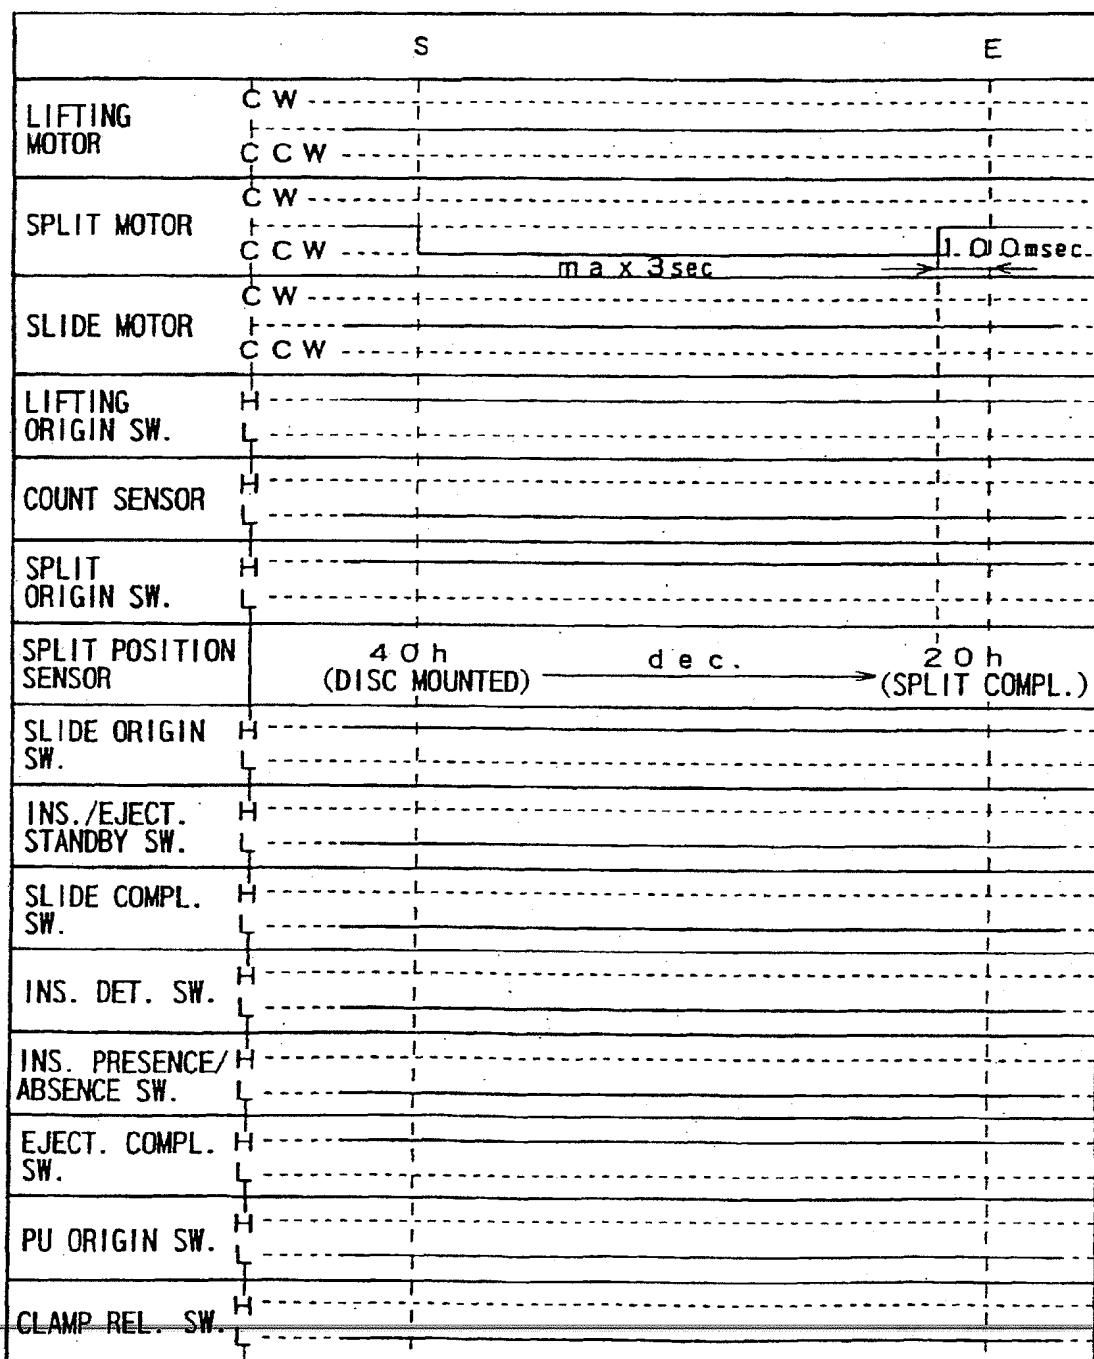 S E
LIFTING
MOTOR
CW
CCW
SPLIT MOTOR
CW
CCW
max 3sec
100msec.
SLIDE MOTOR
CW
CCW
LIFTING
ORIGIN SW.
H
L
COUNT SENSOR
H
L
SPLIT
ORIGIN SW.
H
L
SPLIT POSITION
SENSOR
40h
(DISC MOUNTED)
dec.
20h
(SPLIT COMPL.)
SLIDE ORIGIN
SW.
H
L
INS./EJECT.
STANDBY SW.
H
L
SLIDE COMPL.
SW.
H
L
INS. DET. SW.
H
L
INS. PRESENCE/
ABSENCE SW.
H
L
EJECT. COMPL.
SW.
H
L
PU ORIGIN SW.
H
L
CLAMP REL. SW.
H
L